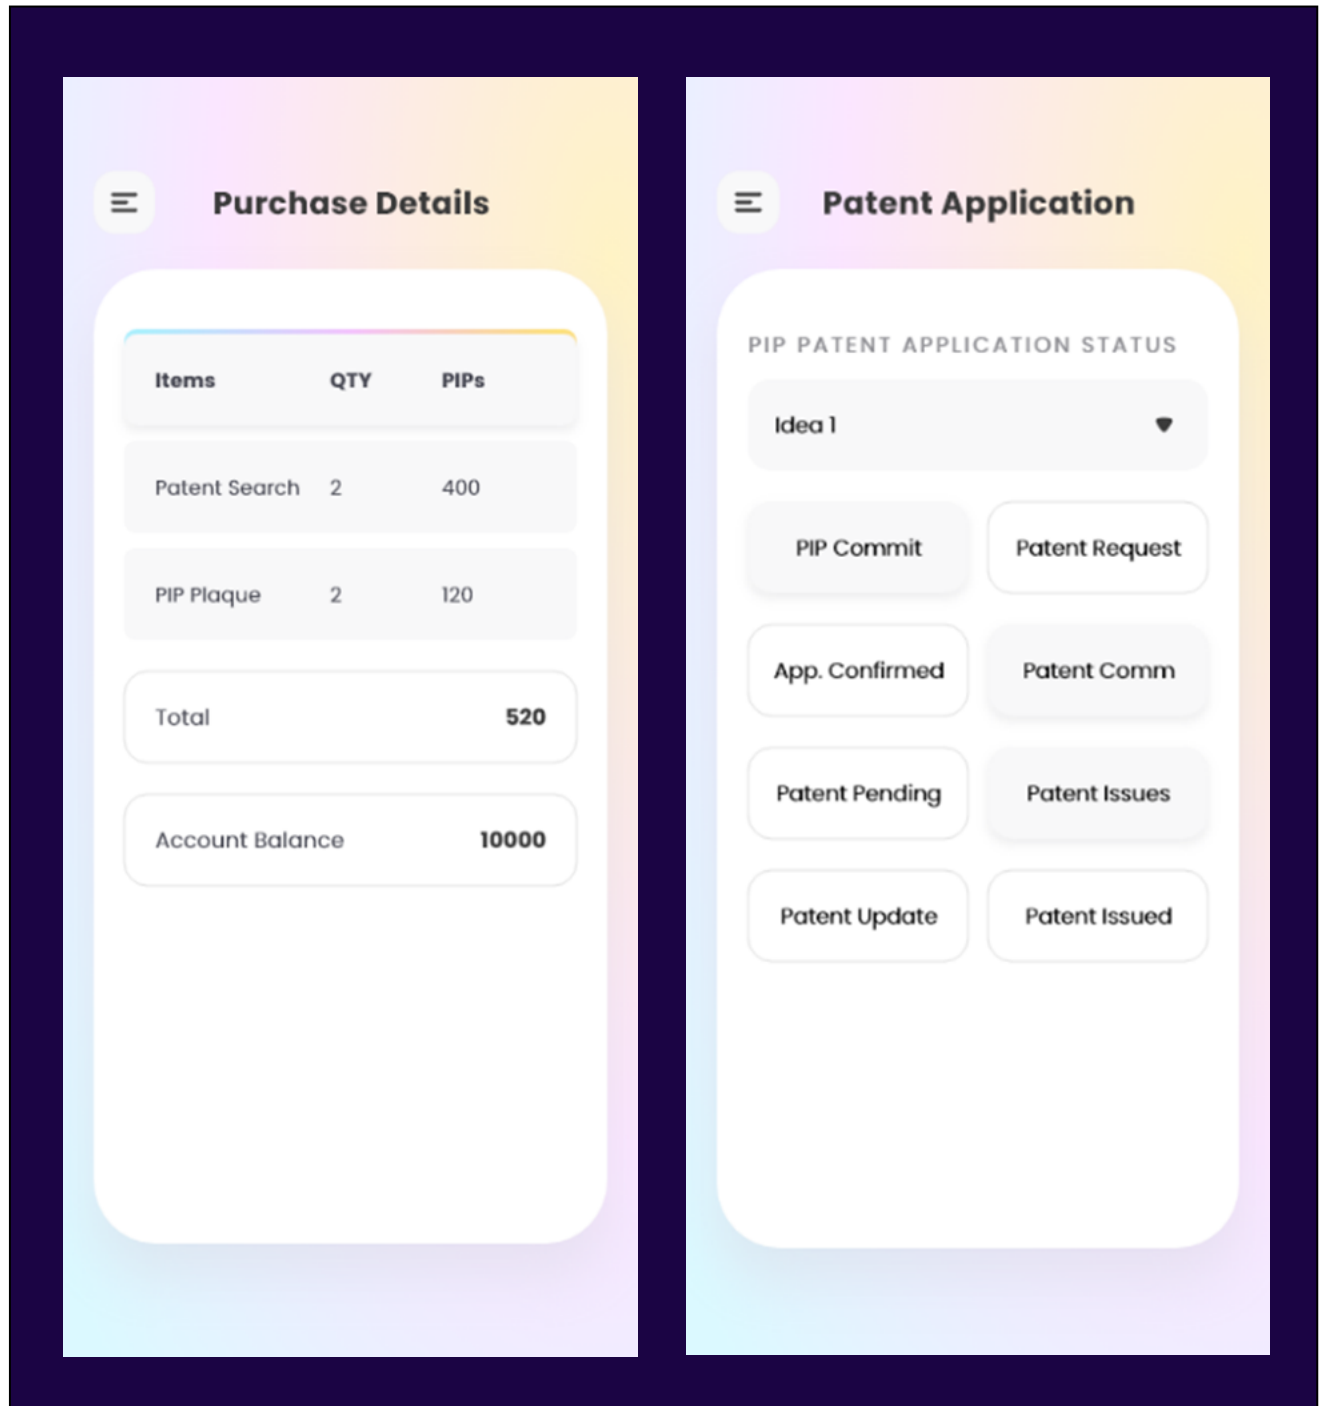 Purchase Details
Items QTY PIPs
Patent Search 2 400
PIP Plaque 2 120
Total 520
Account Balance 10000
Patent Application
PIP PATENT APPLICATION STATUS
Idea 1
PIP Commit Patent Request
App. Confirmed Patent Comm
Patent Pending Patent Issues
Patent Update Patent Issued